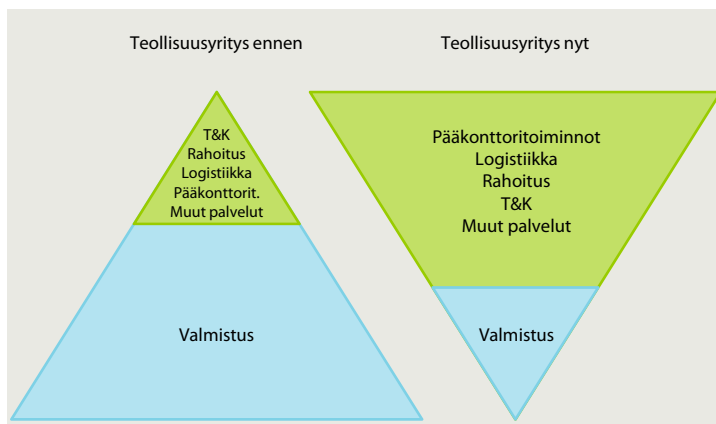 Teollisuusyritys ennen
T&K
Rahoitus
Logistiikka
Pääkonttorit.
Muut palvelut
Valmistus
Teollisuusyritys nyt
Pääkonttoritoiminnot
Logistiikka
Rahoitus
T&K
Muut palvelut
Valmistus